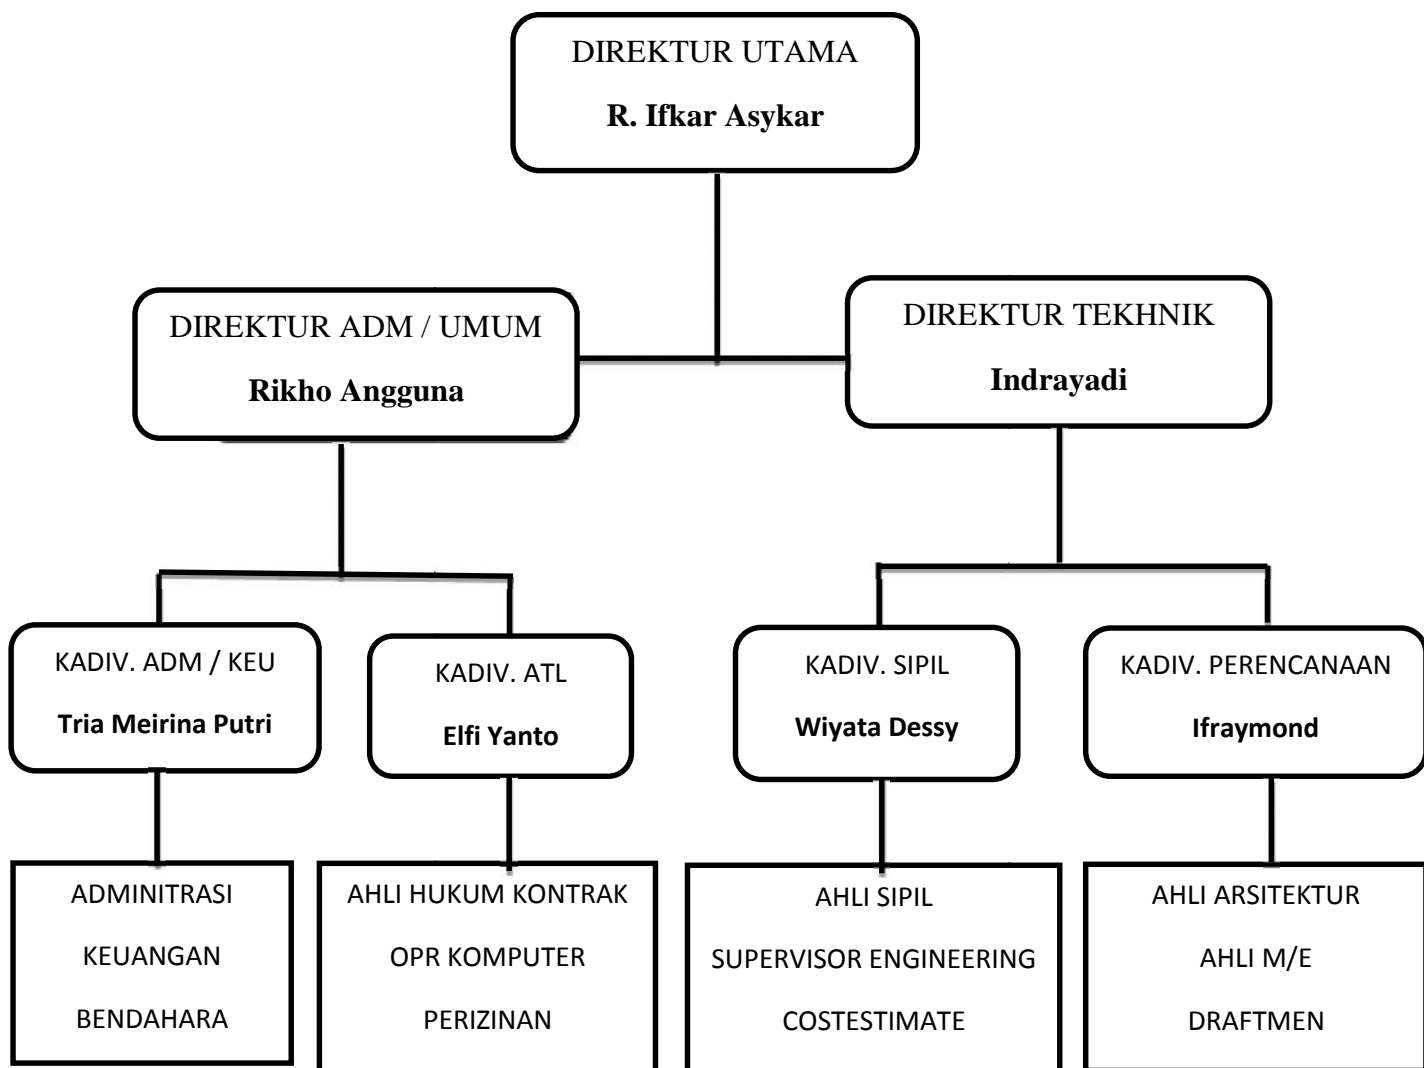 DIREKTUR UTAMA
R. Ifkar Asykar
DIREKTUR ADM / UMUM
Rikho Angguna
DIREKTUR TEKHNIK
Indrayadi
KADIV. ADM / KEU
Tria Meirina Putri
KADIV. ATL
Elfi Yanto
KADIV. SIPIL
Wiyata Dessy
KADIV. PERENCANAAN
Ifraymond
ADMINITRASI
KEUANGAN
BENDAHARA
AHLI HUKUM KONTRAK
OPR KOMPUTER
PERIZINAN
AHLI SIPIL
SUPERVISOR ENGINEERING
COSTESTIMATE
AHLI ARSITEKTUR
AHLI M/E
DRAFTMEN